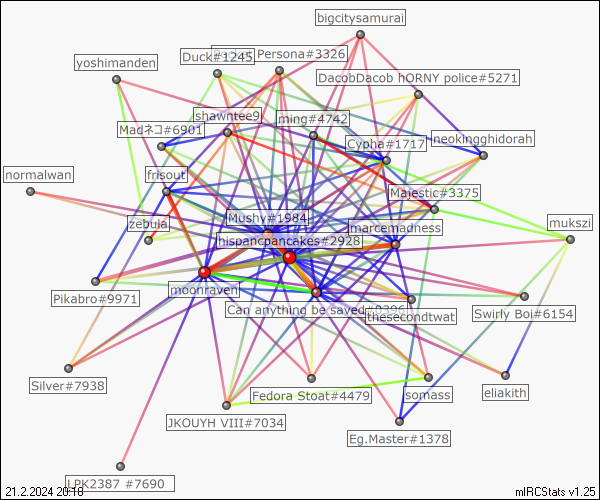 bigcitysamurai
Duck#1245
Persona#3326
yoshimanden
DacobDacob hORNY police#5271
shawntee9
ming#4742
Madネコ#6901
Cypha#1717
neokingghidorah
normalwan
frisout
Majestic#3375
zebula
Mushy#1984
marcemadness
mukszi
hispancpancakes#2928
moonraven
Pikabro#9971
Can anything be saved
thesecondtwat
Swirly Boi#6154
Silver#7938
Fedora Stoat#4479
somass
eliakith
JKOUYH VIII#7034
Eg.Master#1378
LPK2387 #7690
21.2.2024 20:18
mIRCStats v1.25